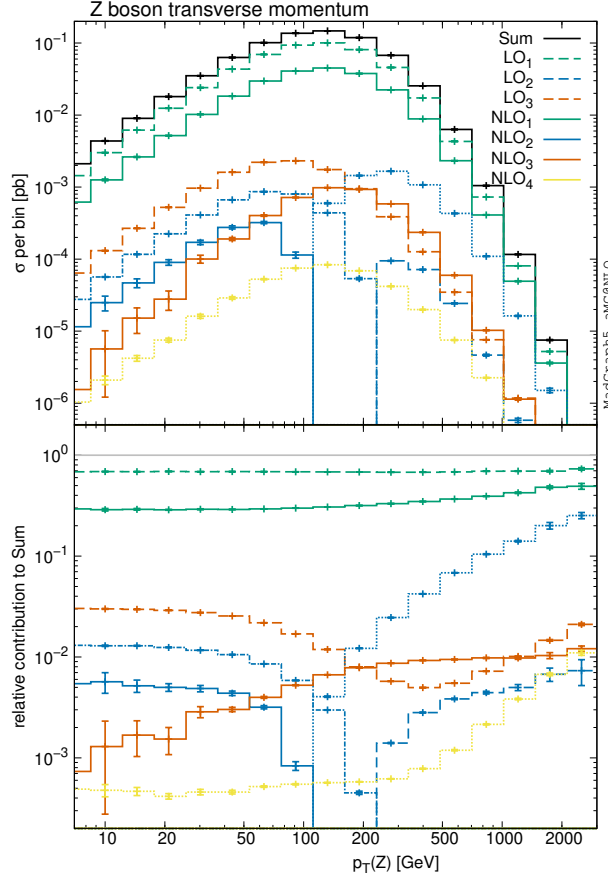 Z boson transverse momentum
σ per bin [pb]
10⁻¹
10⁻²
10⁻³
10⁻⁴
10⁻⁵
10⁻⁶
Sum
LO₁
LO₂
LO₃
NLO₁
NLO₂
NLO₃
NLO₄
MadGraph5_aMC@NLO
relative contribution to Sum
10⁰
10⁻¹
10⁻²
10⁻³
10 20 50 100 200 500 1000 2000
p_T(Z) [GeV]